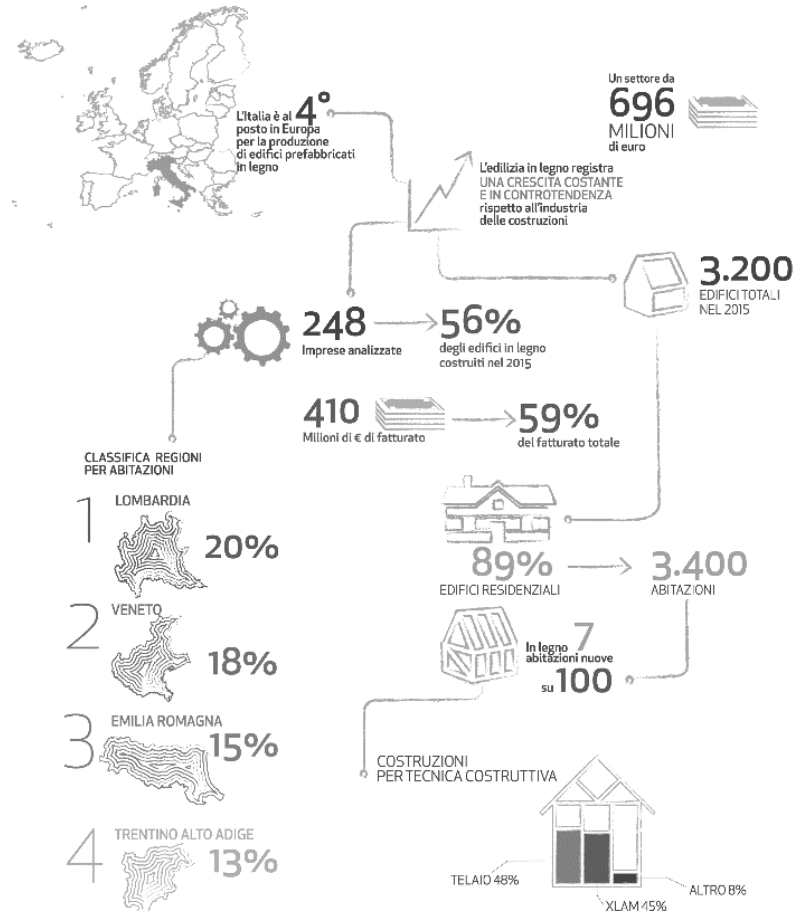 L'Italia è al 4°
posto in Europa
per la produzione
di edifici prefabbricati
in legno
Un settore da
696
MILIONI
di euro
L'edilizia in legno registra
UNA CRESCITA COSTANTE
E IN CONTROTENDENZA
rispetto all'industria
delle costruzioni
3.200
EDIFICI TOTALI
NEL 2015
248
Imprese analizzate
56%
degli edifici in legno
costruiti nel 2015
410
Milioni di € di fatturato
59%
del fatturato totale
CLASSIFICA REGIONI
PER ABITAZIONI
1 LOMBARDIA
20%
2 VENETO
18%
3 EMILIA ROMAGNA
15%
4 TRENTINO ALTO ADIGE
13%
89%
EDIFICI RESIDENZIALI
3.400
ABITAZIONI
In legno 7
abitazioni nuove
su 100
COSTRUZIONI
PER TECNICA COSTRUTTIVA
TELAIO 48%
XLAM 45%
ALTRO 8%